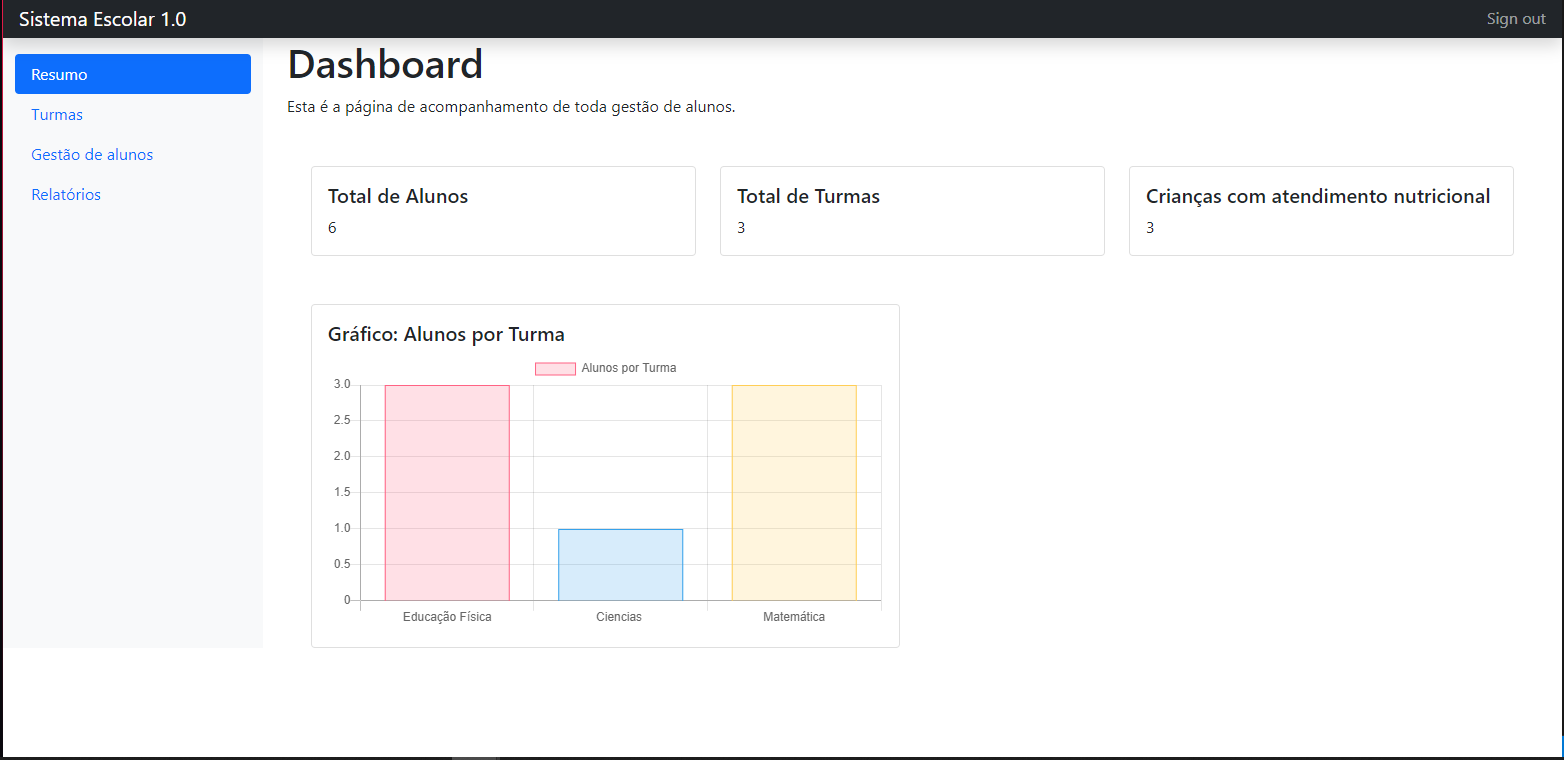 Sistema Escolar 1.0
Sign out
Resumo
Turmas
Gestão de alunos
Relatórios
Dashboard
Esta é a página de acompanhamento de toda gestão de alunos.
Total de Alunos
6
Total de Turmas
3
Crianças com atendimento nutricional
3
Gráfico: Alunos por Turma
Alunos por Turma
3.0
2.5
2.0
1.5
1.0
0.5
0
Educação Física
Ciencias
Matemática